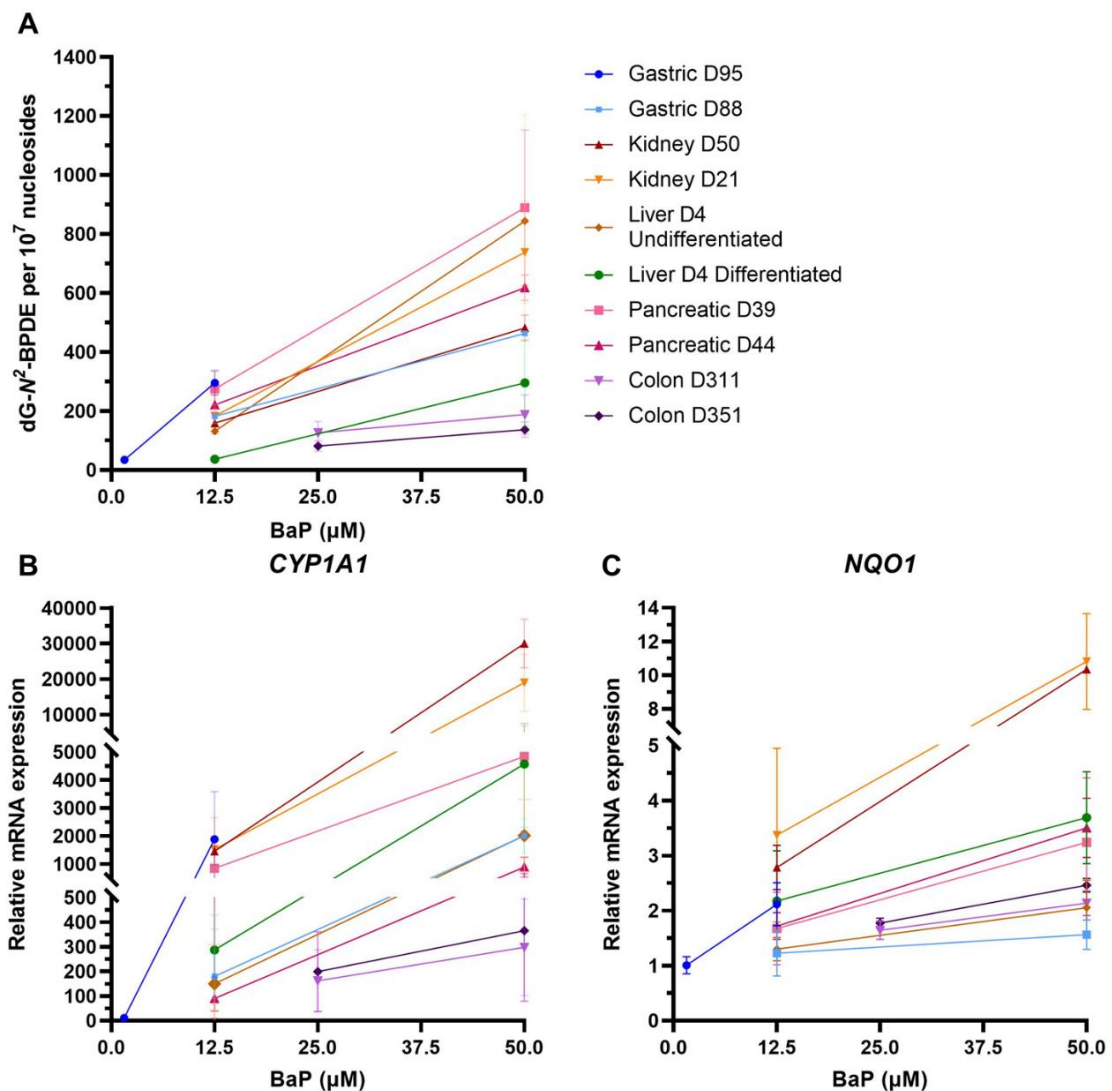 A
dG-N²-BPDE per 10⁷ nucleosides
1400
1200
1000
800
600
400
200
0
0.0 12.5 25.0 37.5 50.0
BaP (µM)
Gastric D95
Gastric D88
Kidney D50
Kidney D21
Liver D4
Undifferentiated
Liver D4 Differentiated
Pancreatic D39
Pancreatic D44
Colon D311
Colon D351
B
CYP1A1
Relative mRNA expression
40000
30000
20000
10000
5000
4000
3000
2000
1000
500
400
300
200
100
0
0.0 12.5 25.0 37.5 50.0
BaP (µM)
C
NQO1
Relative mRNA expression
14
12
10
8
5
4
3
2
1
0
0.0 12.5 25.0 37.5 50.0
BaP (µM)